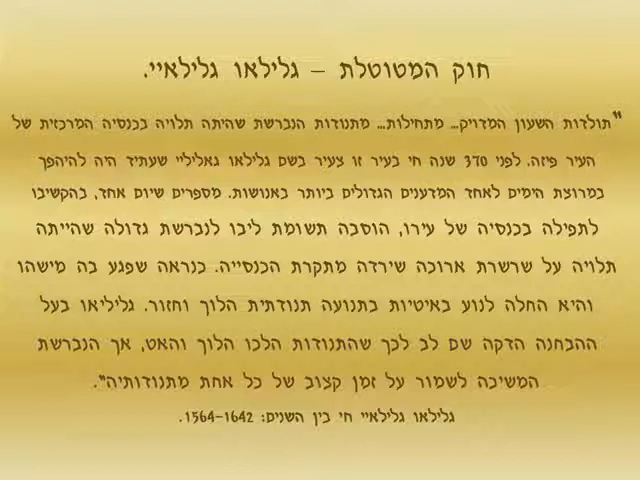 חוק המטוטלת – גלילאו גלילאיי.
"תולדות השעון המדויק... מתחילות... מתנודות הנברשת שהיתה תלויה בכנסיה המרכזית של
העיר פיזה. לפני 370 שנה חי בעיר זו צעיר בשם גלילאו גאליליי שעתיד היה להיהפך
במרוצת הימים לאחד המדענים הגדולים ביותר באנושות. מספרים שיום אחד, בהקשיבו
לתפילה בכנסיה של עירו, הוסבה תשומת ליבו לנברשת גדולה שהייתה
תלויה על שרשרת ארוכה שירדה מתקרת הכנסייה. כנראה שפגע בה מישהו
והיא החלה לנוע באיטיות בתנועה תנודתית הלוך וחזור. גליליאו בעל
ההבחנה הדקה שם לב לכך שהתנודות הלכו הלוך והאט, אך הנברשת
המשיכה לשמור על זמן קצוב של כל אחת מתנודותיה".
גלילאו גלילאיי חי בין השנים: 1564-1642.